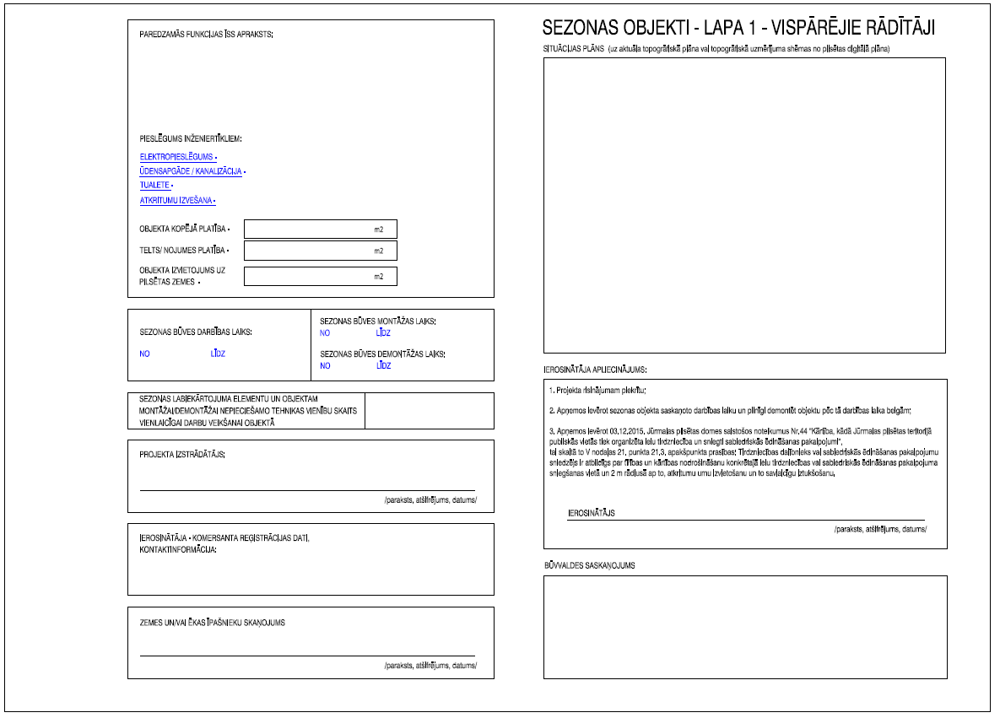 PAREDZAMĀS FUNKCIJAS ĪSS APRAKSTS:
PIESLĒGUMS INŽENIERTĪKLIEM:
ELEKTROPIESLĒGUMS -
ŪDENSAPGĀDE / KANALIZĀCIJA -
TUALETE -
ATKRITUMU IZVEŠANA -
OBJEKTA KOPĒJĀ PLATĪBA - m2
TELTS/ NOJUMES PLATĪBA - m2
OBJEKTA IZVIETOJUMS UZ
PILSĒTAS ZEMES - m2
SEZONAS BŪVES DARBĪBAS LAIKS:
NO LĪDZ
SEZONAS BŪVES MONTĀŽAS LAIKS:
NO LĪDZ
SEZONAS BŪVES DEMONTĀŽAS LAIKS:
NO LĪDZ
SEZONAS LABIEKĀRTOJUMA ELEMENTU UN OBJEKTAM
MONTĀŽAI/DEMONTĀŽAI NEPIECIEŠAMO TEHNIKAS VIENĪBU SKAITS
VIENLAICĪGAI DARBU VEIKŠANAI OBJEKTĀ
PROJEKTA IZSTRĀDĀTĀJS:
/paraksts, atšifrējums, datums/
IEROSINĀTĀJA - KOMERSANTA REĢISTRĀCIJAS DATI,
KONTAKTINFORMĀCIJA:
ZEMES UN/VAI ĒKAS ĪPAŠNIEKU SKAŅOJUMS
/paraksts, atšifrējums, datums/
SEZONAS OBJEKTI - LAPA 1 - VISPĀRĒJIE RĀDĪTĀJI
SITUĀCIJAS PLĀNS (uz aktuāla topogrāfiskā plāna vai topogrāfiskā uzmērījuma shēmas no pilsētas digitālā plāna)
IEROSINĀTĀJA APLIECINĀJUMS:
1. Projekta risinājumam piekrītu;
2. Apņemos ievērot sezonas objekta saskaņoto darbības laiku un pilnīgi demontēt objektu pēc tā darbības laika beigām;
3. Apņemos ievērot 03.12.2015. Jūrmalas pilsētas domes saistošos noteikumus Nr.44 "Kārtība, kādā Jūrmalas pilsētas teritorijā
publiskās vietās tiek organizēta ielu tirdzniecība un sniegti sabiedriskās ēdināšanas pakalpojumi",
tai skaitā to V nodaļas 21. punkta 21.3. apakšpunkta prasības: Tirdzniecības dalībnieks vai sabiedriskās ēdināšanas pakalpojumu
sniedzējs ir atbildīgs par tīrības un kārtības nodrošināšanu konkrētajā ielu tirdzniecības vai sabiedriskās ēdināšanas pakalpojuma
sniegšanas vietā un 2 m rādiusā ap to, atkritumu urnu izvietošanu un to savlaicīgu iztukšošanu.
IEROSINĀTĀJS
/paraksts, atšifrējums, datums/
BŪVVALDES SASKAŅOJUMS